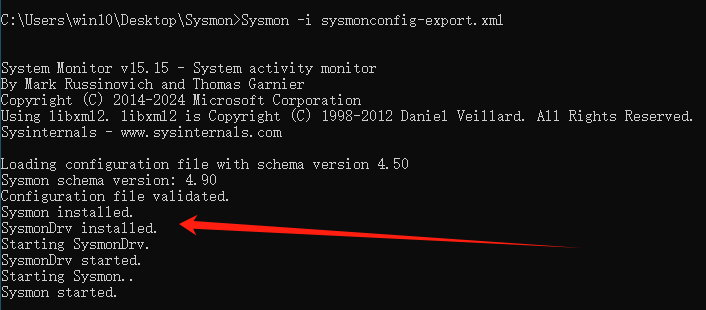 C:\Users\win10\Desktop\Sysmon>Sysmon -i sysmonconfig-export.xml
System Monitor v15.15 - System activity monitor
By Mark Russinovich and Thomas Garnier
Copyright (C) 2014-2024 Microsoft Corporation
Using libxml2. libxml2 is Copyright (C) 1998-2012 Daniel Veillard. All Rights Reserved.
Sysinternals - www.sysinternals.com
Loading configuration file with schema version 4.50
Sysmon schema version: 4.90
Configuration file validated.
Sysmon installed.
SysmonDrv installed.
Starting SysmonDrv.
SysmonDrv started.
Starting Sysmon..
Sysmon started.